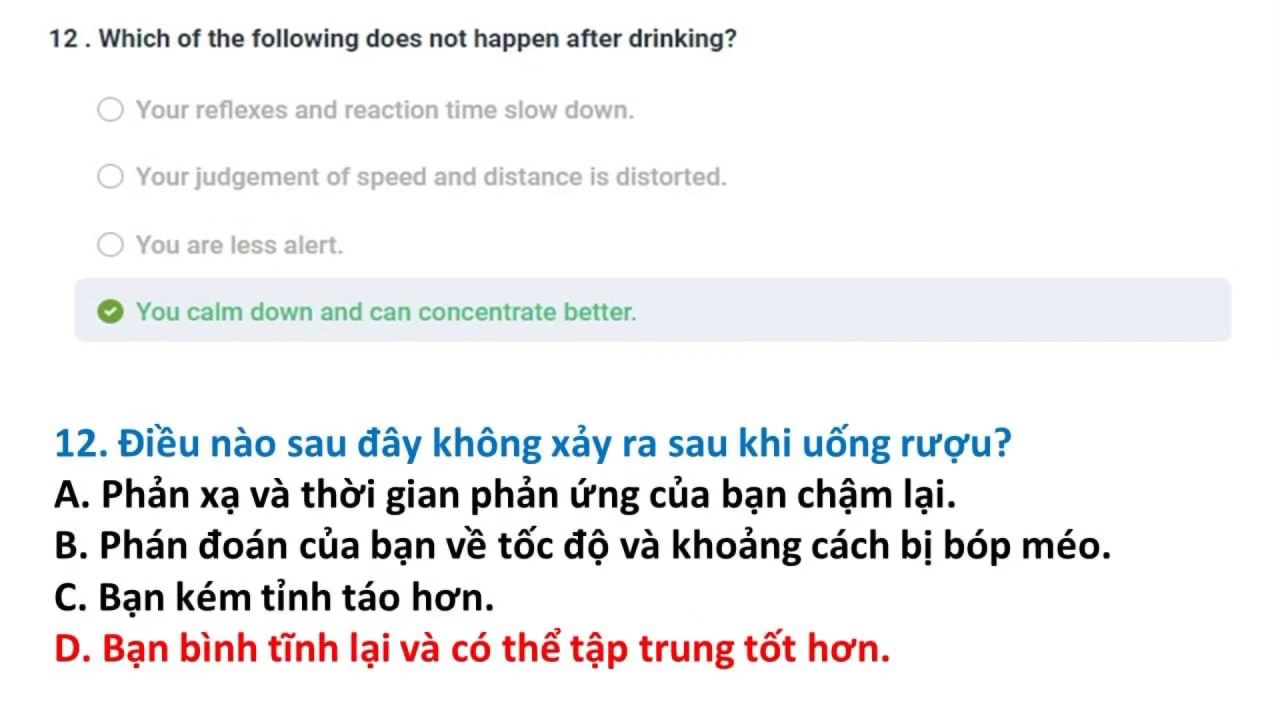 12 . Which of the following does not happen after drinking?
Your reflexes and reaction time slow down.
Your judgement of speed and distance is distorted.
You are less alert.
You calm down and can concentrate better.
12. Điều nào sau đây không xảy ra sau khi uống rượu?
A. Phản xạ và thời gian phản ứng của bạn chậm lại.
B. Phán đoán của bạn về tốc độ và khoảng cách bị bóp méo.
C. Bạn kém tỉnh táo hơn.
D. Bạn bình tĩnh lại và có thể tập trung tốt hơn.